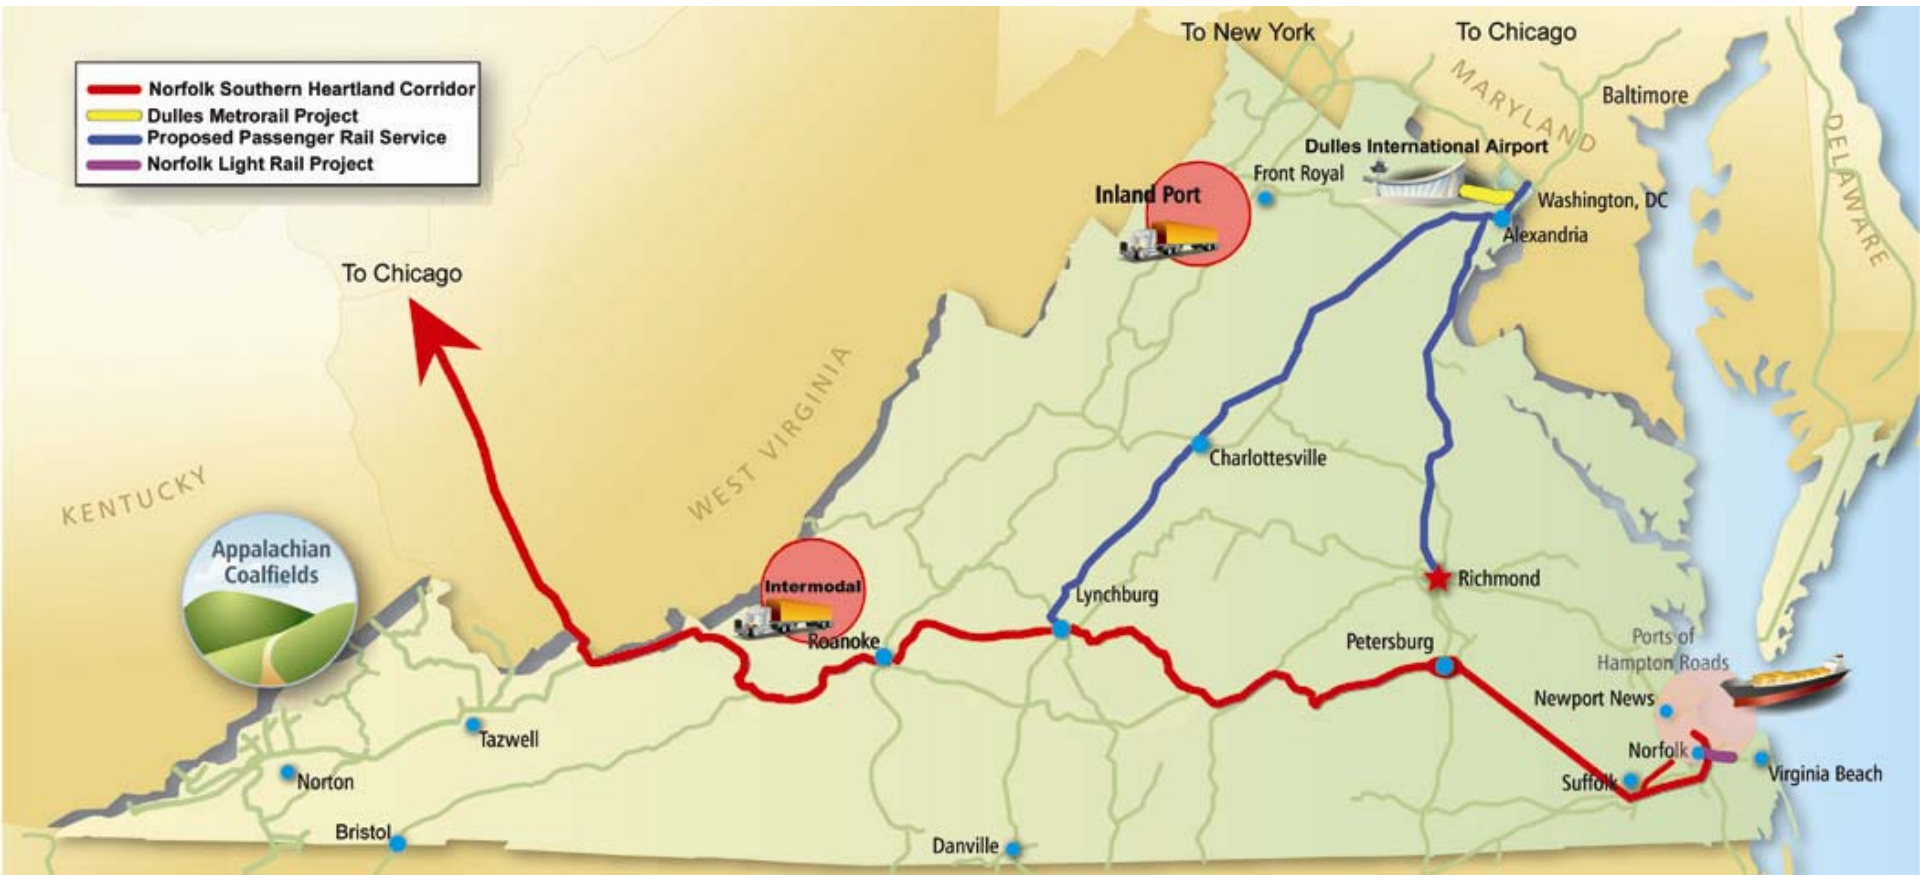 To New York
To Chicago
Norfolk Southern Heartland Corridor
Dulles Metrorail Project
Proposed Passenger Rail Service
Norfolk Light Rail Project
MARYLAND
Baltimore
DELAWARE
Dulles International Airport
Front Royal
Inland Port
Washington, DC
Alexandria
To Chicago
WEST VIRGINIA
KENTUCKY
Charlottesville
Appalachian
Coalfields
Intermodal
Lynchburg
Richmond
Roanoke
Petersburg
Ports of
Hampton Roads
Newport News
Tazwell
Norfolk
Virginia Beach
Suffolk
Norton
Bristol
Danville